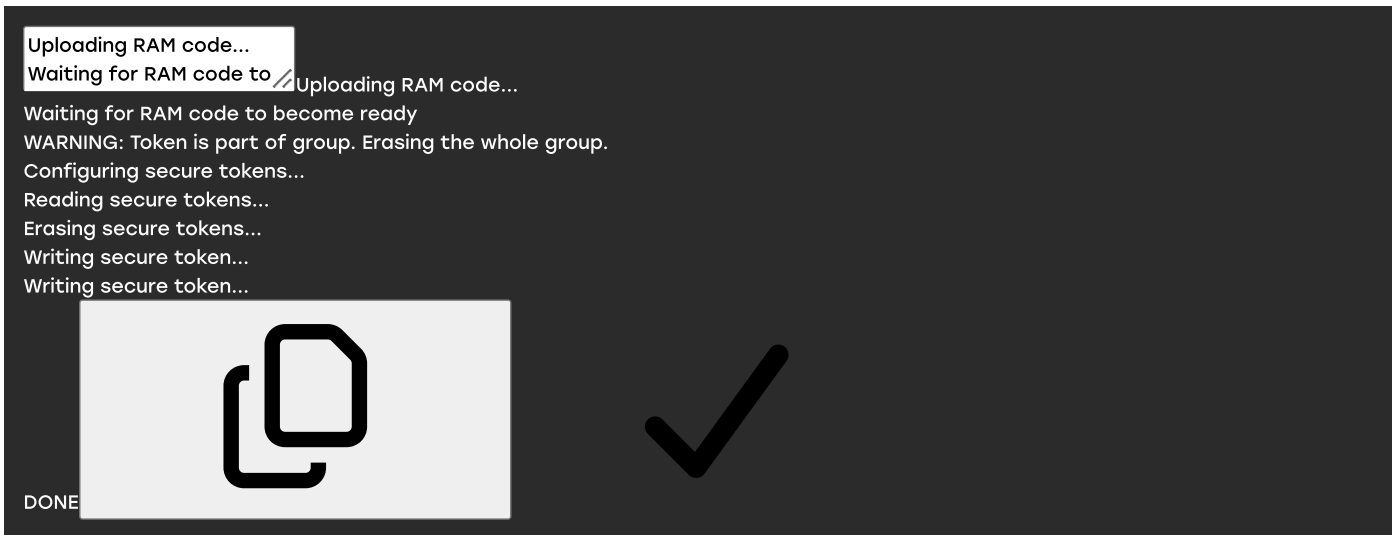 Uploading RAM code...
Waiting for RAM code to
Uploading RAM code...
Waiting for RAM code to become ready
WARNING: Token is part of group. Erasing the whole group.
Configuring secure tokens...
Reading secure tokens...
Erasing secure tokens...
Writing secure token...
Writing secure token...
DONE